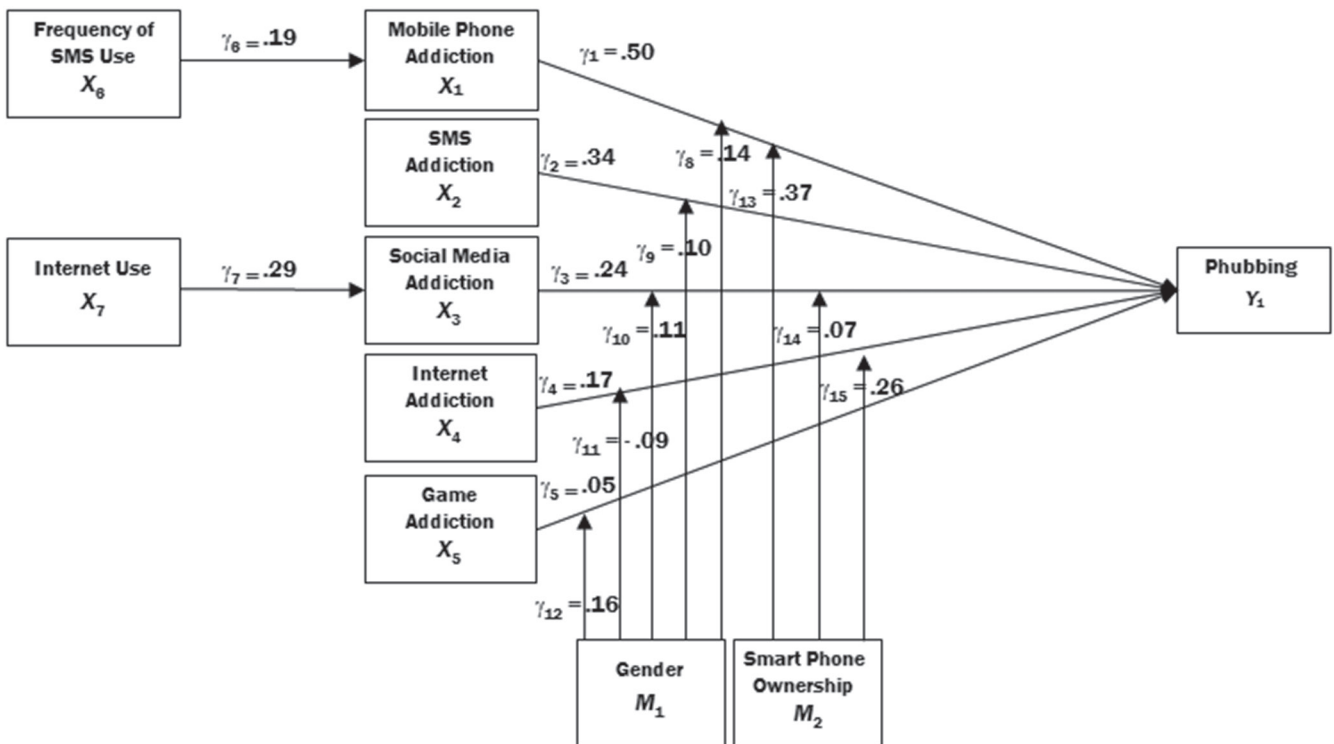 Frequency of
SMS Use
X₆
γ₆ = .19
Mobile Phone
Addiction
X₁
γ₁ = .50
SMS
Addiction
X₂
γ₂ = .34
γ₈ = .14
γ₁₃ = .37
Internet Use
X₇
γ₇ = .29
Social Media
Addiction
X₃
γ₃ = .24
γ₉ = .10
Phubbing
Y₁
γ₁₀ = .11
γ₁₄ = .07
Internet
Addiction
X₄
γ₄ = .17
γ₁₅ = .26
γ₁₁ = -.09
Game
Addiction
X₅
γ₅ = .05
γ₁₂ = .16
Gender
M₁
Smart Phone
Ownership
M₂